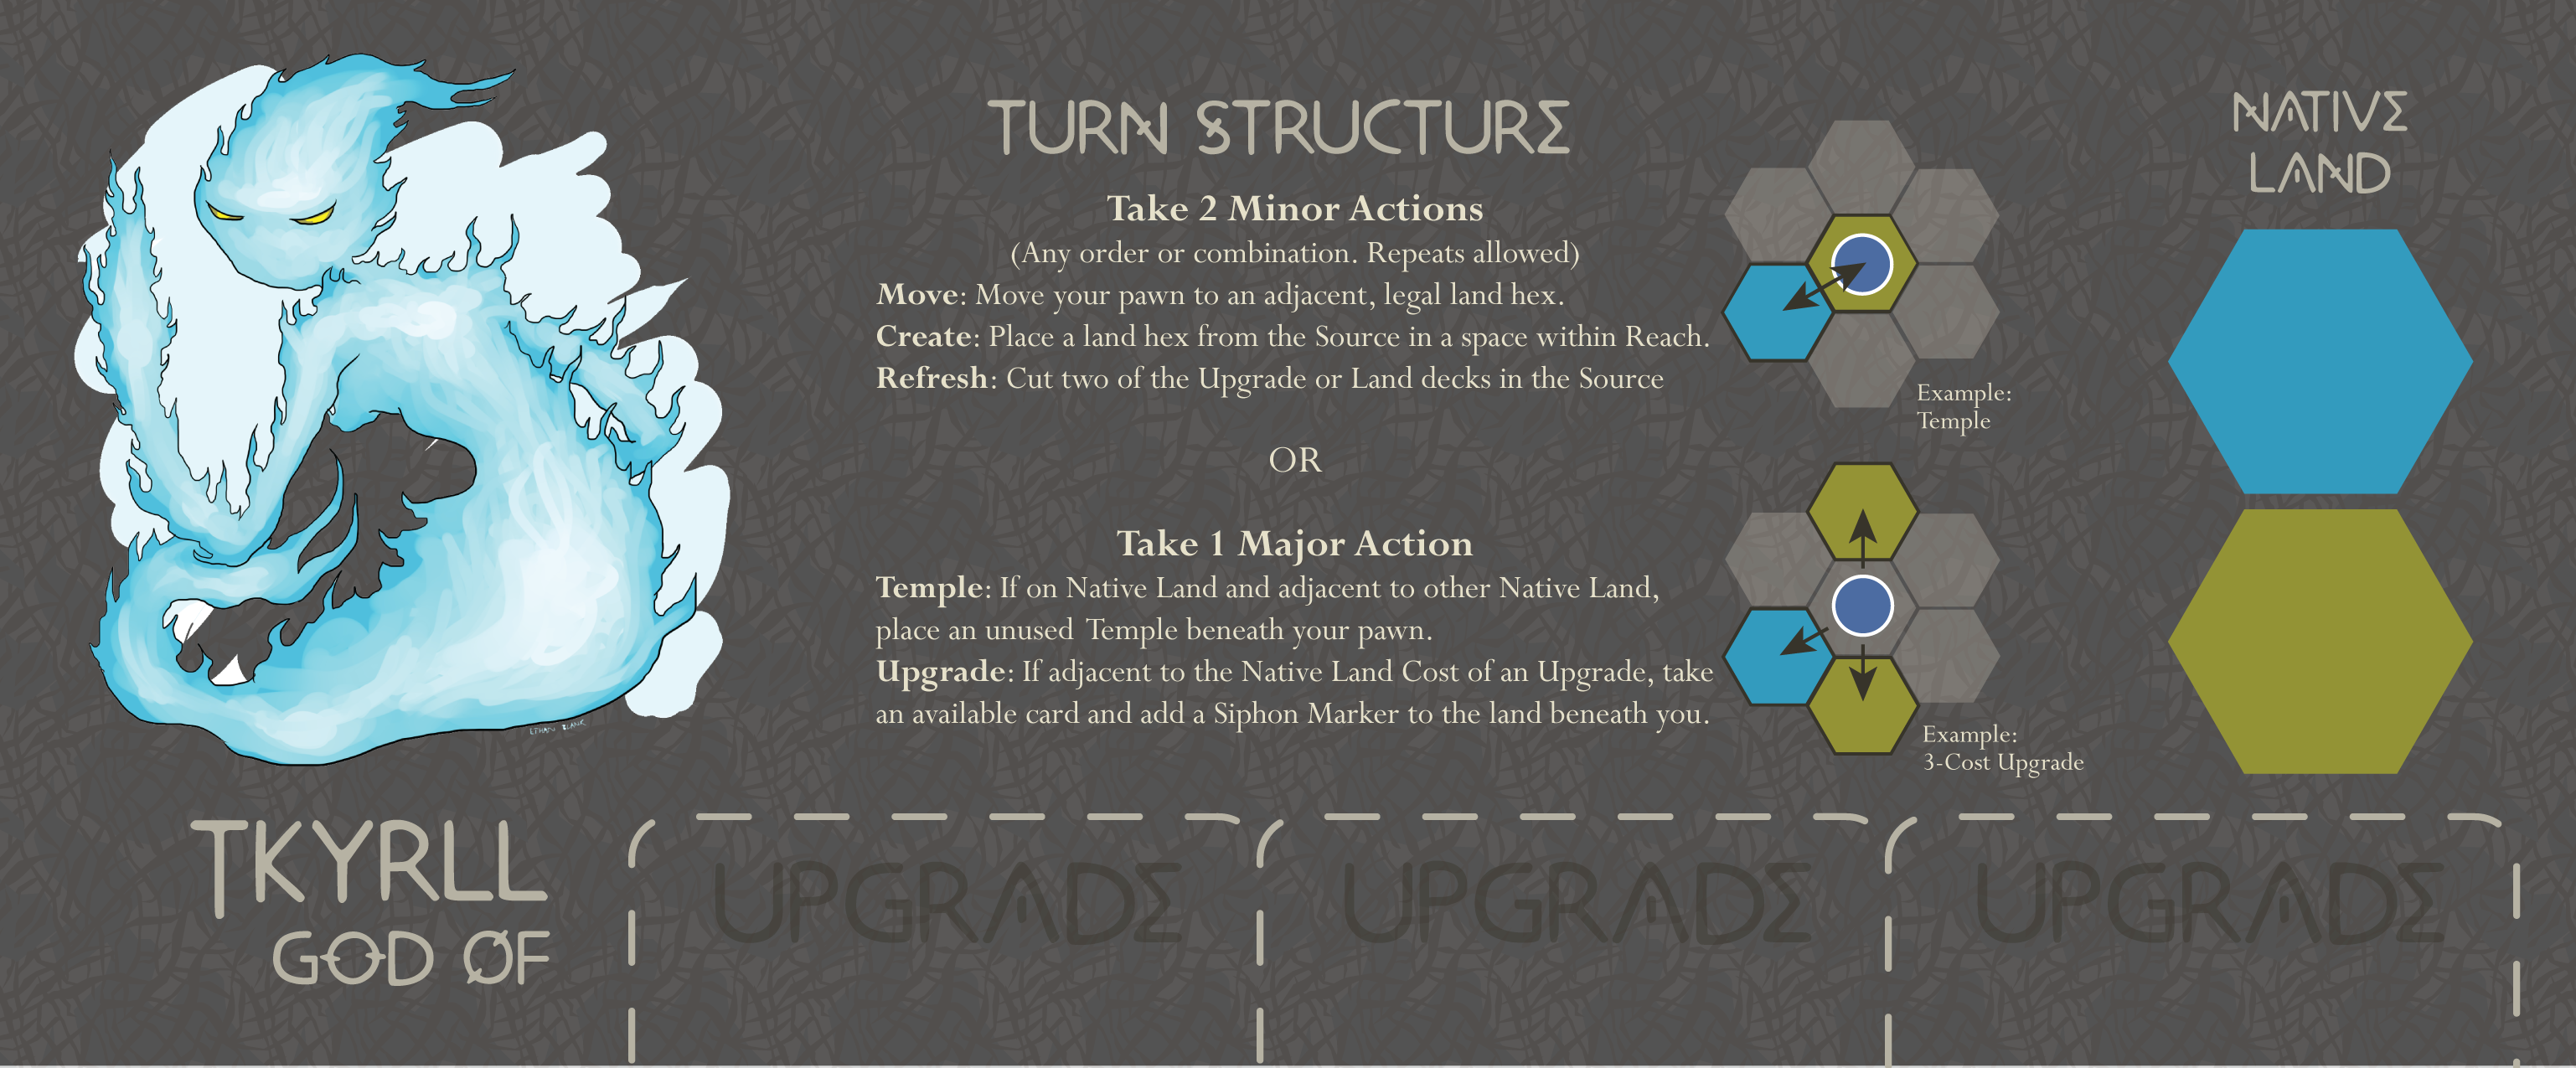 TURN STRUCTURE
Take 2 Minor Actions
(Any order or combination. Repeats allowed)
Move: Move your pawn to an adjacent, legal land hex.
Create: Place a land hex from the Source in a space within Reach.
Refresh: Cut two of the Upgrade or Land decks in the Source
OR
Take 1 Major Action
Temple: If on Native Land and adjacent to other Native Land,
place an unused Temple beneath your pawn.
Upgrade: If adjacent to the Native Land Cost of an Upgrade, take
an available card and add a Siphon Marker to the land beneath you.
Example:
Temple
Example:
3-Cost Upgrade
NATIVE
LAND
ETHAN BLANK
TKYRLL
GOD OF
UPGRADE
UPGRADE
UPGRADE